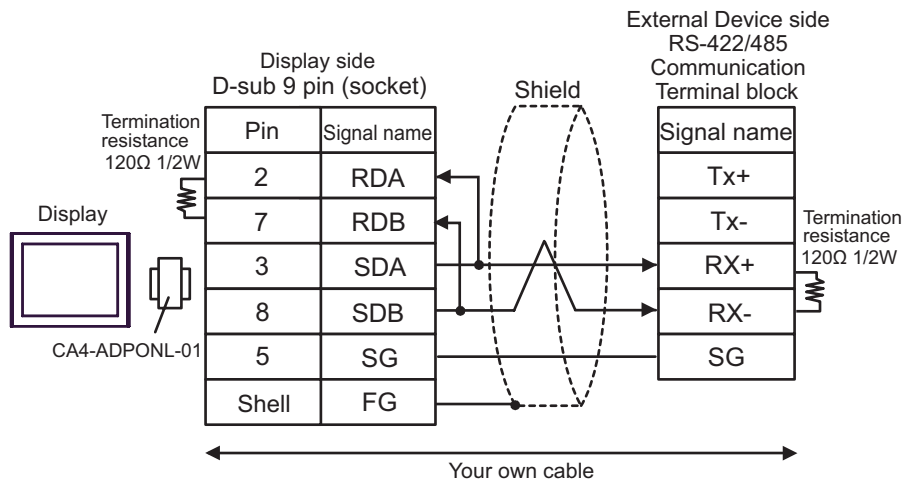 External Device side
RS-422/485
Communication
Terminal block
Display side
D-sub 9 pin (socket)
Shield
Termination
resistance
120Ω 1/2W
Pin Signal name
Signal name
2 RDA
Tx+
7 RDB
Tx-
Display
Termination
resistance
120Ω 1/2W
3 SDA
RX+
8 SDB
RX-
CA4-ADPONL-01
5 SG
SG
Shell FG
Your own cable